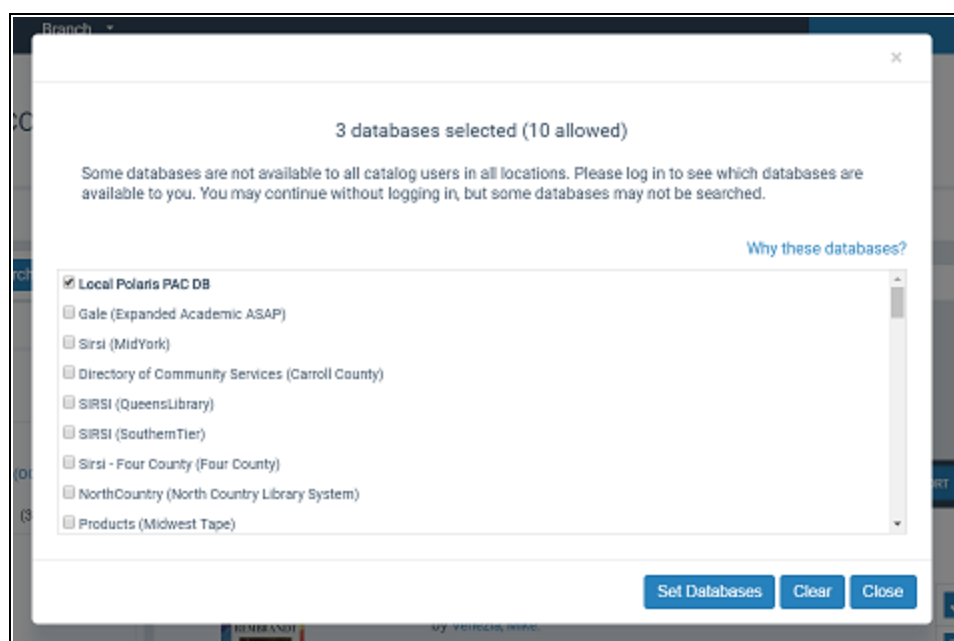 Branch
×
3 databases selected (10 allowed)
Some databases are not available to all catalog users in all locations. Please log in to see which databases are
available to you. You may continue without logging in, but some databases may not be searched.
Why these databases?
Local Polaris PAC DB
Gale (Expanded Academic ASAP)
Sirsi (MidYork)
Directory of Community Services (Carroll County)
SIRSI (QueensLibrary)
SIRSI (SouthernTier)
Sirsi - Four County (Four County)
NorthCountry (North Country Library System)
Products (Midwest Tape)
Set Databases Clear Close
REMBRANDT
by Venezia, Mike.